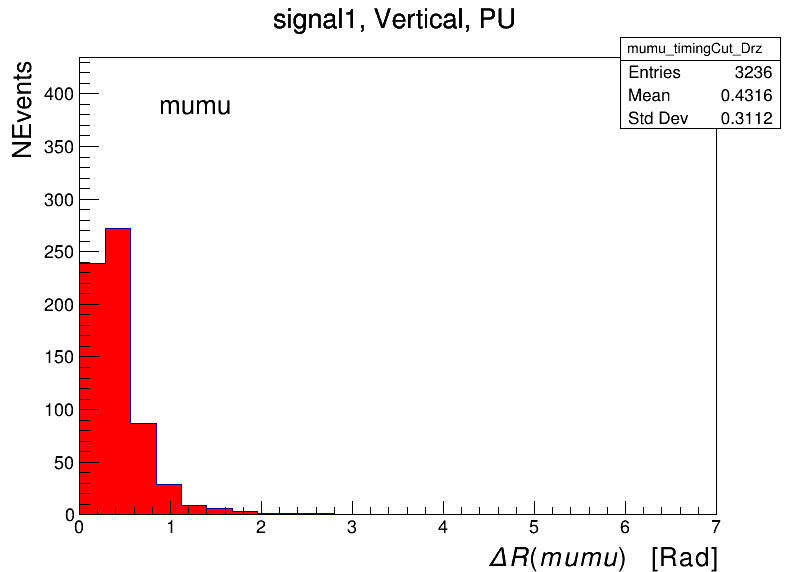 signal1, Vertical, PU
mumu_timingCut_Drz
Entries 3236
Mean 0.4316
Std Dev 0.3112
NEvents
mumu
400
350
300
250
200
150
100
50
0
0 1 2 3 4 5 6 7
ΔR(mumu) [Rad]